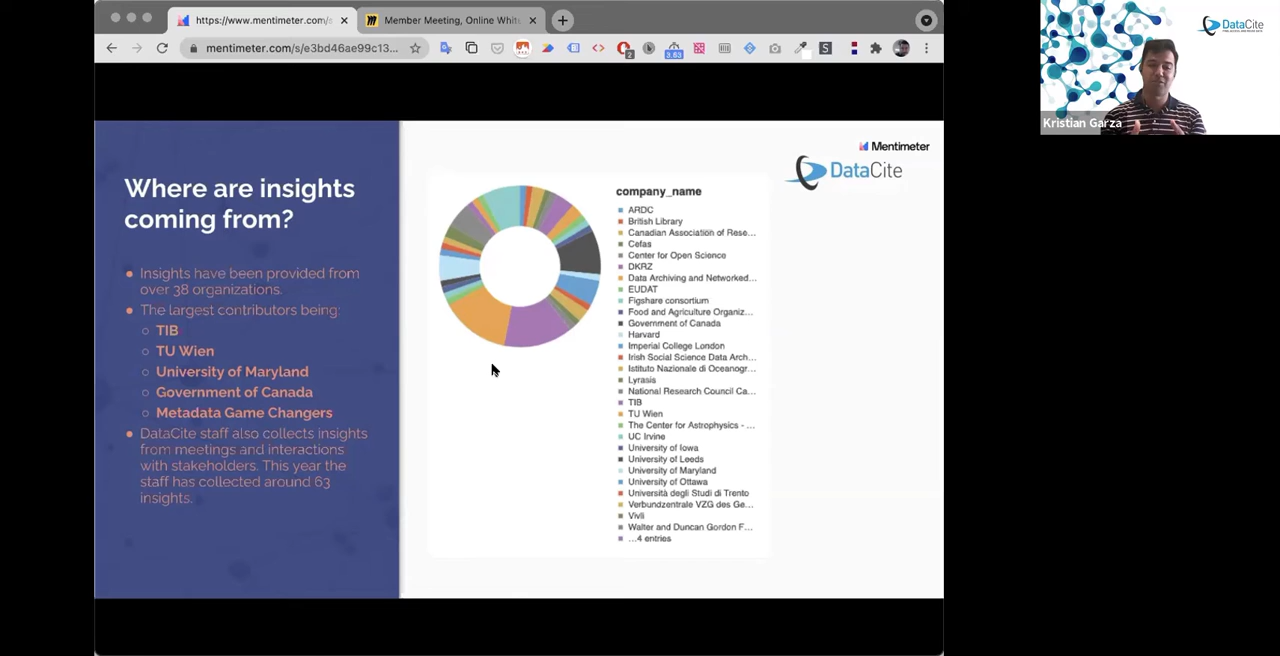 https://www.mentimeter.com/s
Member Meeting, Online Whit
mentimeter.com/s/e3bd46ae99c13...
2
3.83
S
DataCite
Kristian Garza
Mentimeter
DataCite
Where are insights
coming from?
Insights have been provided from
over 38 organizations.
The largest contributors being:
TIB
TU Wien
University of Maryland
Government of Canada
Metadata Game Changers
DataCite staff also collects insights
from meetings and interactions
with stakeholders. This year the
staff has collected around 63
insights.
company_name
ARDC
British Library
Canadian Association of Rese...
Cefas
Center for Open Science
DKRZ
Data Archiving and Networked...
EUDAT
Figshare consortium
Food and Agriculture Organiz...
Government of Canada
Harvard
Imperial College London
Irish Social Science Data Arch...
Istituto Nazionale di Oceanogr...
Lyrasis
National Research Council Ca...
TIB
TU Wien
The Center for Astrophysics - ...
UC Irvine
University of Iowa
University of Leeds
University of Maryland
University of Ottawa
Università degli Studi di Trento
Verbundzentrale VZG des Ge...
Vivli
Walter and Duncan Gordon F...
...4 entries